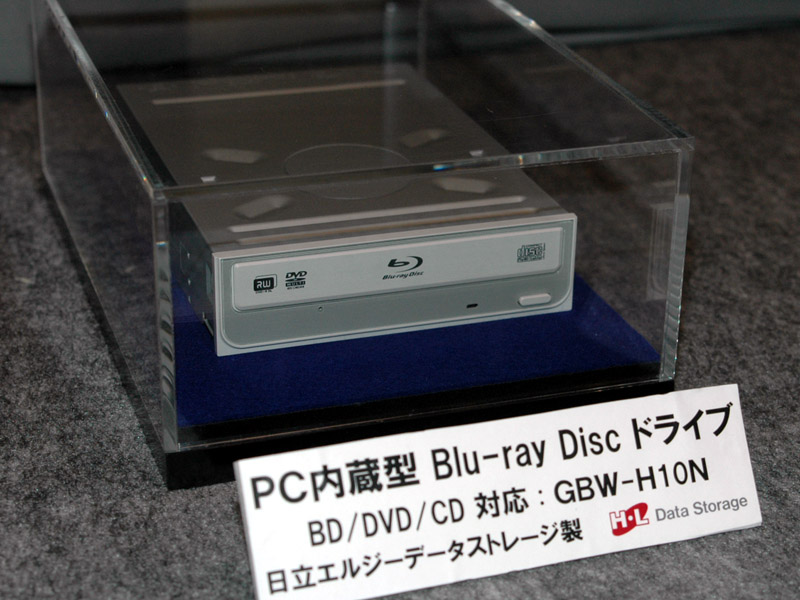 RW
DVD
MULTI
Blu-ray Disc
PC内蔵型 Blu-ray Disc ドライブ
BD/DVD/CD 対応：GBW-H10N
H·L Data Storage
日立エルジーデータストレージ製